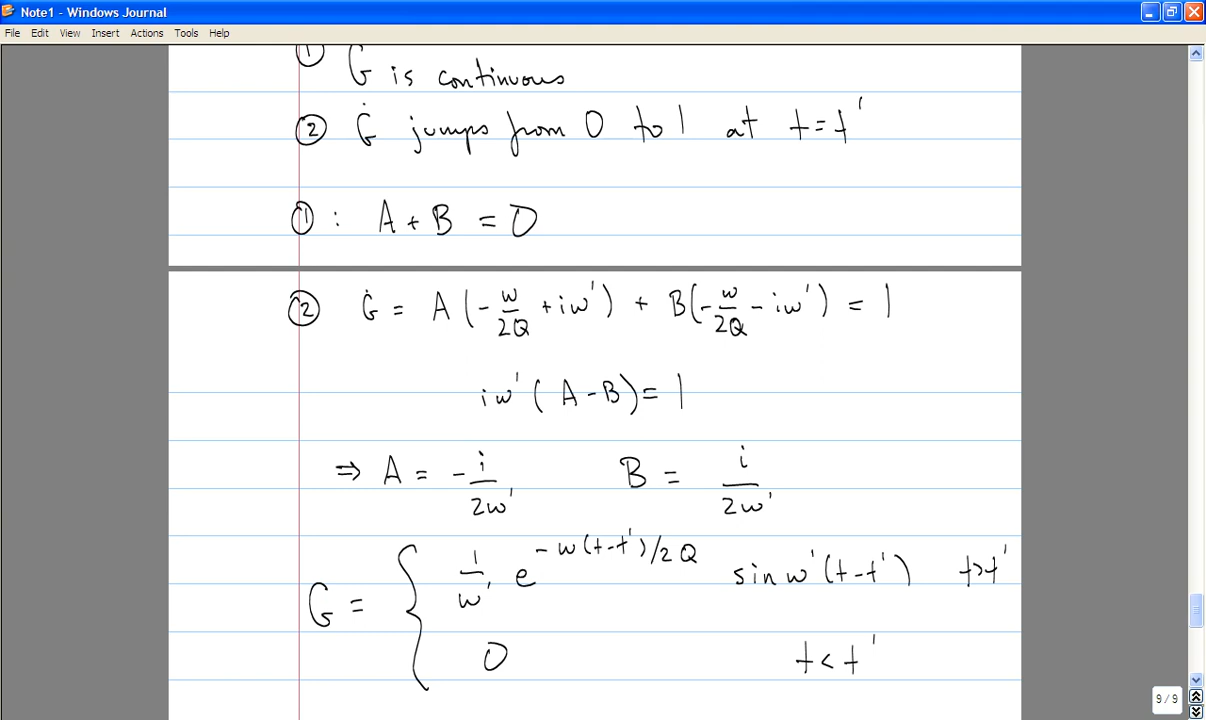 Note1 - Windows Journal
File Edit View Insert Actions Tools Help
① G is continuous
② Ġ jumps from 0 to 1 at t = t'
① : A + B = 0
② Ġ = A (-w/2Q + iw') + B(-w/2Q - iw') = 1
iw' ( A - B ) = 1
⇒ A = - i/2w' B = i/2w'
G = { 1/w' e^{-w(t-t')/2Q} sin w'(t-t') t>t'
0 t < t'
9 / 9